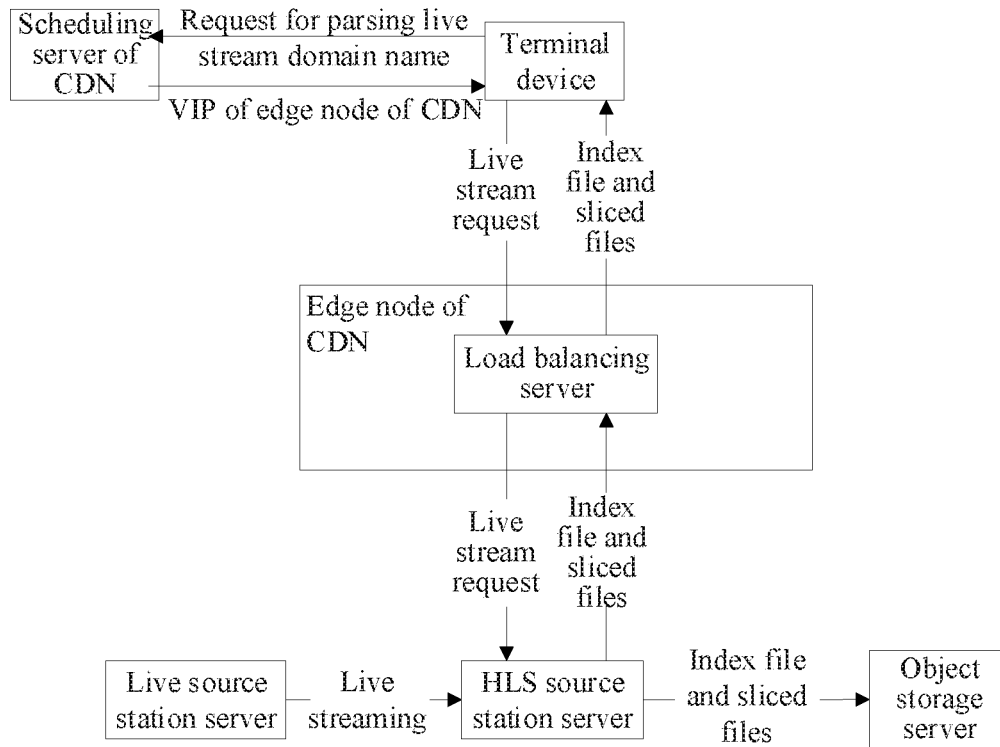 Scheduling
server of
CDN
Request for parsing live
stream domain name
VIP of edge node of CDN
Terminal
device
Live
stream
request
Index
file and
sliced
files
Edge node of
CDN
Load balancing
server
Live
stream
request
Index
file and
sliced
files
Live source
station server
Live
streaming
HLS source
station server
Index file
and sliced
files
Object
storage
server